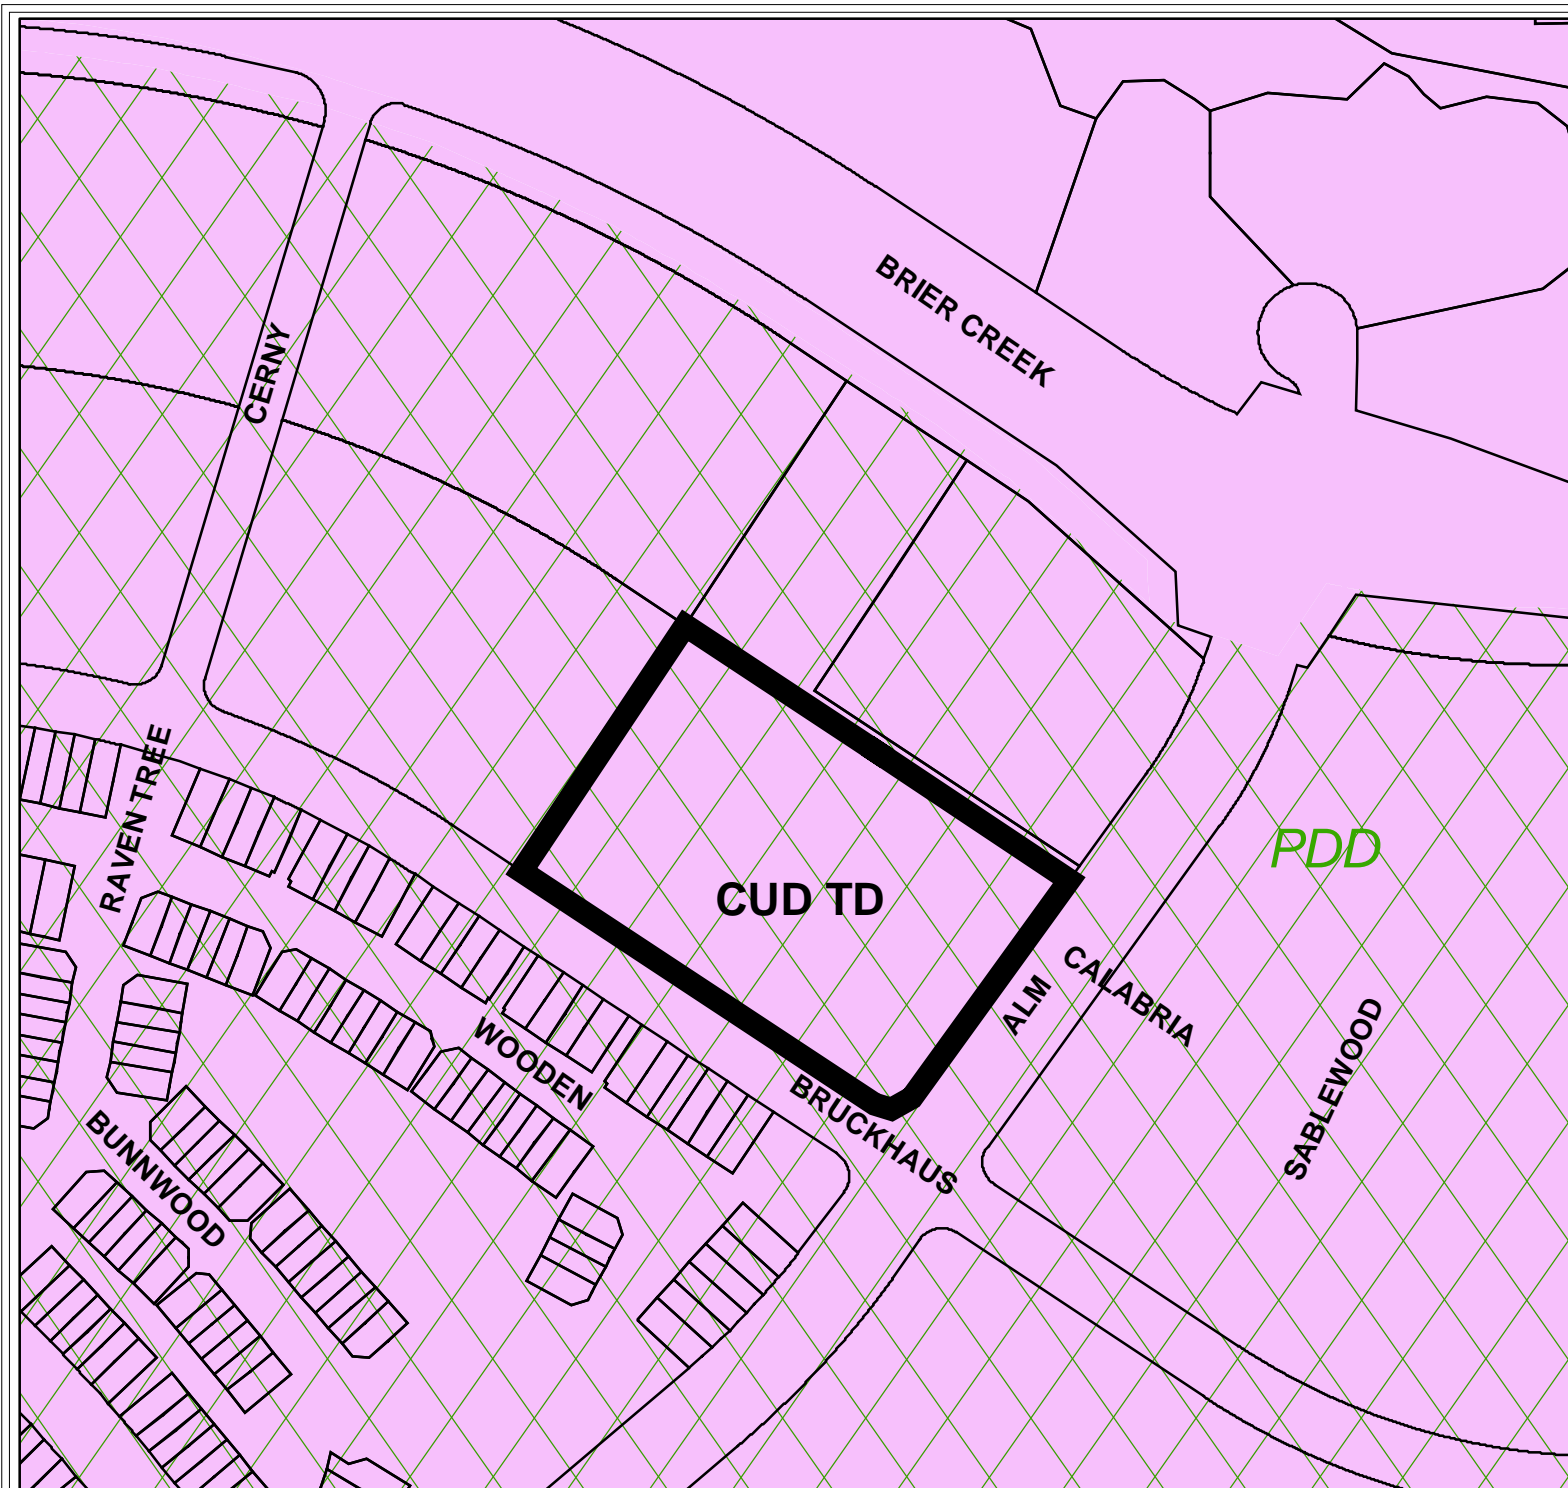 BRIER CREEK
CERNY
RAVEN TREE
PDD
CUD TD
CALABRIA
ALM
SABLEWOOD
WOODEN
BRUCKHAUS
BUNNWOOD